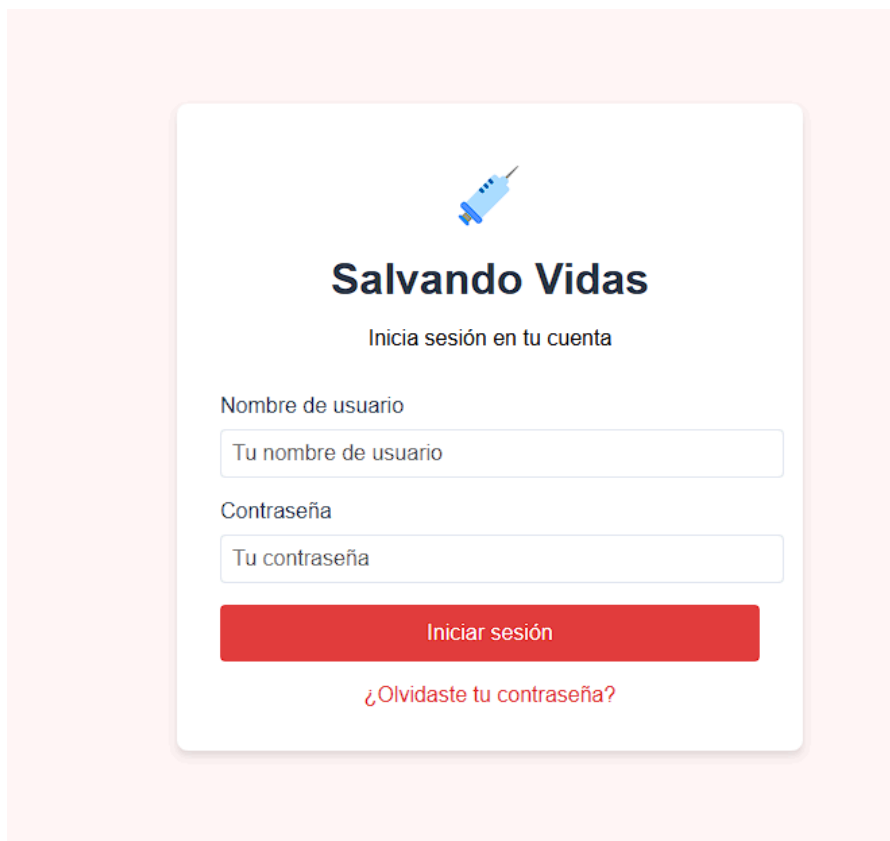 Salvando Vidas
Inicia sesión en tu cuenta
Nombre de usuario
Tu nombre de usuario
Contraseña
Tu contraseña
Iniciar sesión
¿Olvidaste tu contraseña?